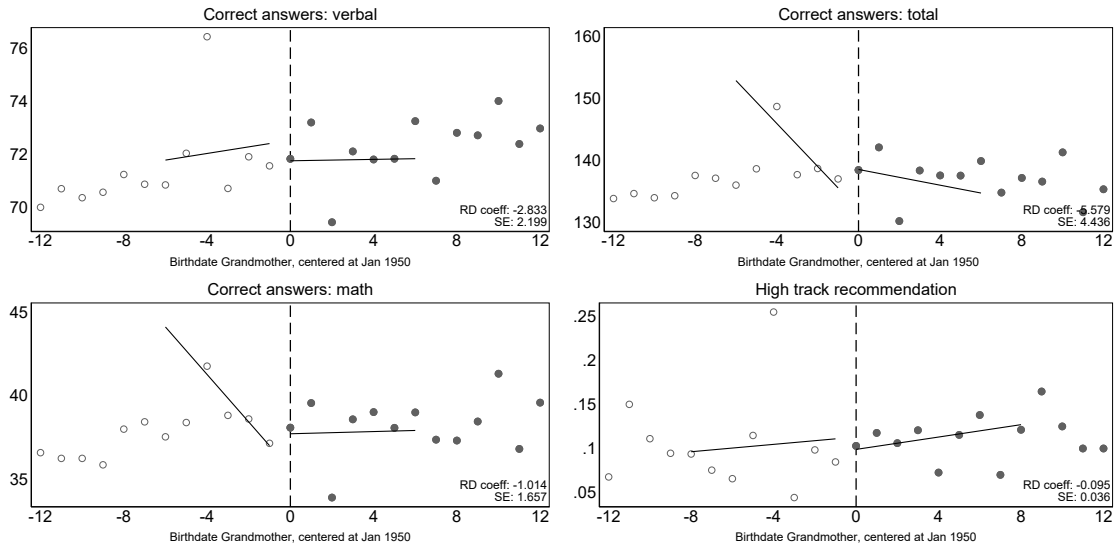 Correct answers: verbal
76
74
72
70
RD coeff: -2.833
SE: 2.199
-12 -8 -4 0 4 8 12
Birthdate Grandmother, centered at Jan 1950
Correct answers: total
160
150
140
130
RD coeff: -5.579
SE: 4.436
-12 -8 -4 0 4 8 12
Birthdate Grandmother, centered at Jan 1950
Correct answers: math
45
40
35
RD coeff: -1.014
SE: 1.657
-12 -8 -4 0 4 8 12
Birthdate Grandmother, centered at Jan 1950
High track recommendation
.25
.2
.15
.1
.05
RD coeff: -0.095
SE: 0.036
-12 -8 -4 0 4 8 12
Birthdate Grandmother, centered at Jan 1950